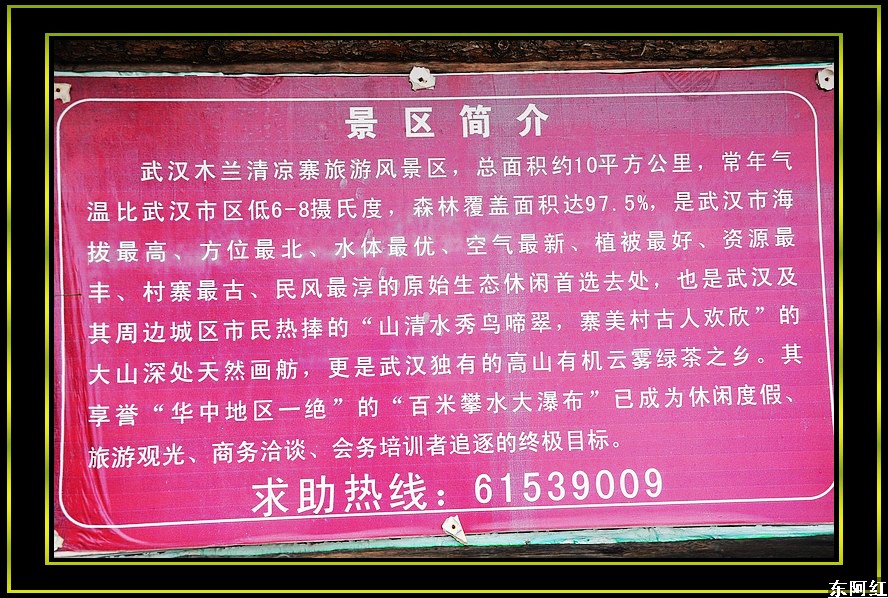 景区简介
武汉木兰清凉寨旅游风景区，总面积约10平方公里，常年气
温比武汉市区低6-8摄氏度，森林覆盖面积达97.5%，是武汉市海
拔最高、方位最北、水体最优、空气最新、植被最好、资源最
丰、村寨最古、民风最淳的原始生态休闲首选去处，也是武汉及
其周边城区市民热捧的“山清水秀鸟啼翠，寨美村古人欢欣”的
大山深处天然画舫，更是武汉独有的高山有机云雾绿茶之乡。其
享誉“华中地区一绝”的“百米攀水大瀑布”已成为休闲度假、
旅游观光、商务洽谈、会务培训者追逐的终极目标。
求助热线：61539009
东阿红